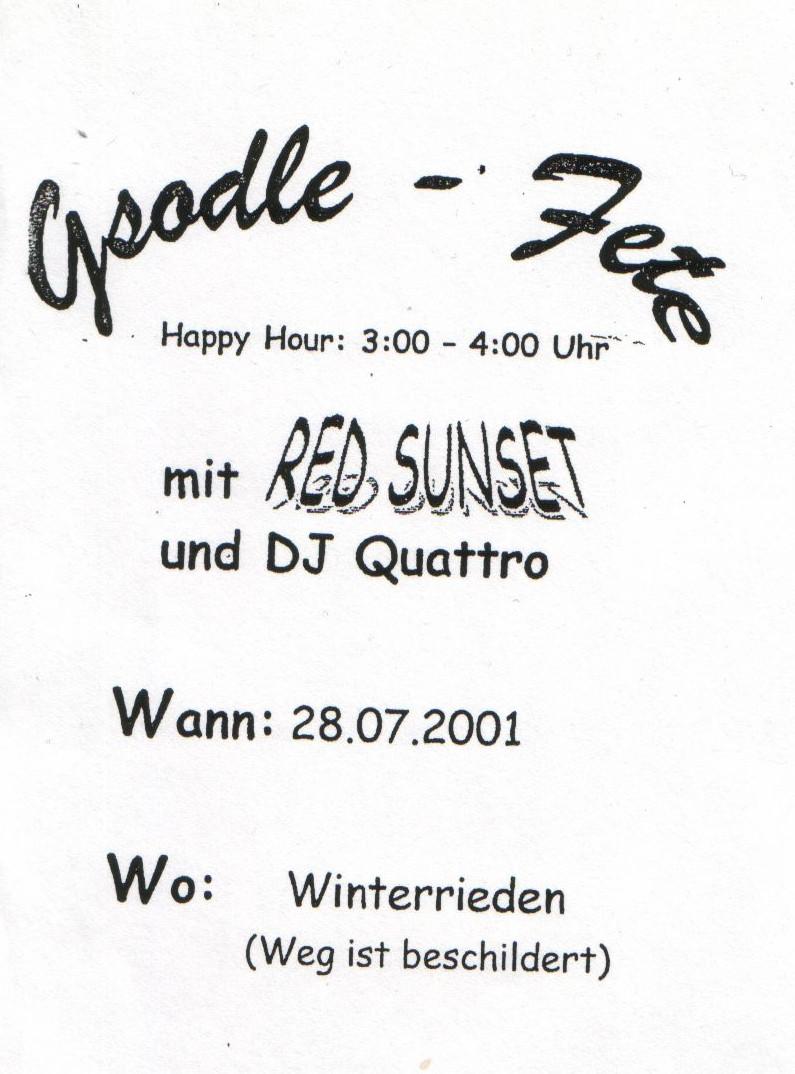 Gsodle - Fete
Happy Hour: 3:00 - 4:00 Uhr
mit RED SUNSET
und DJ Quattro
Wann: 28.07.2001
Wo: Winterrieden
(Weg ist beschildert)